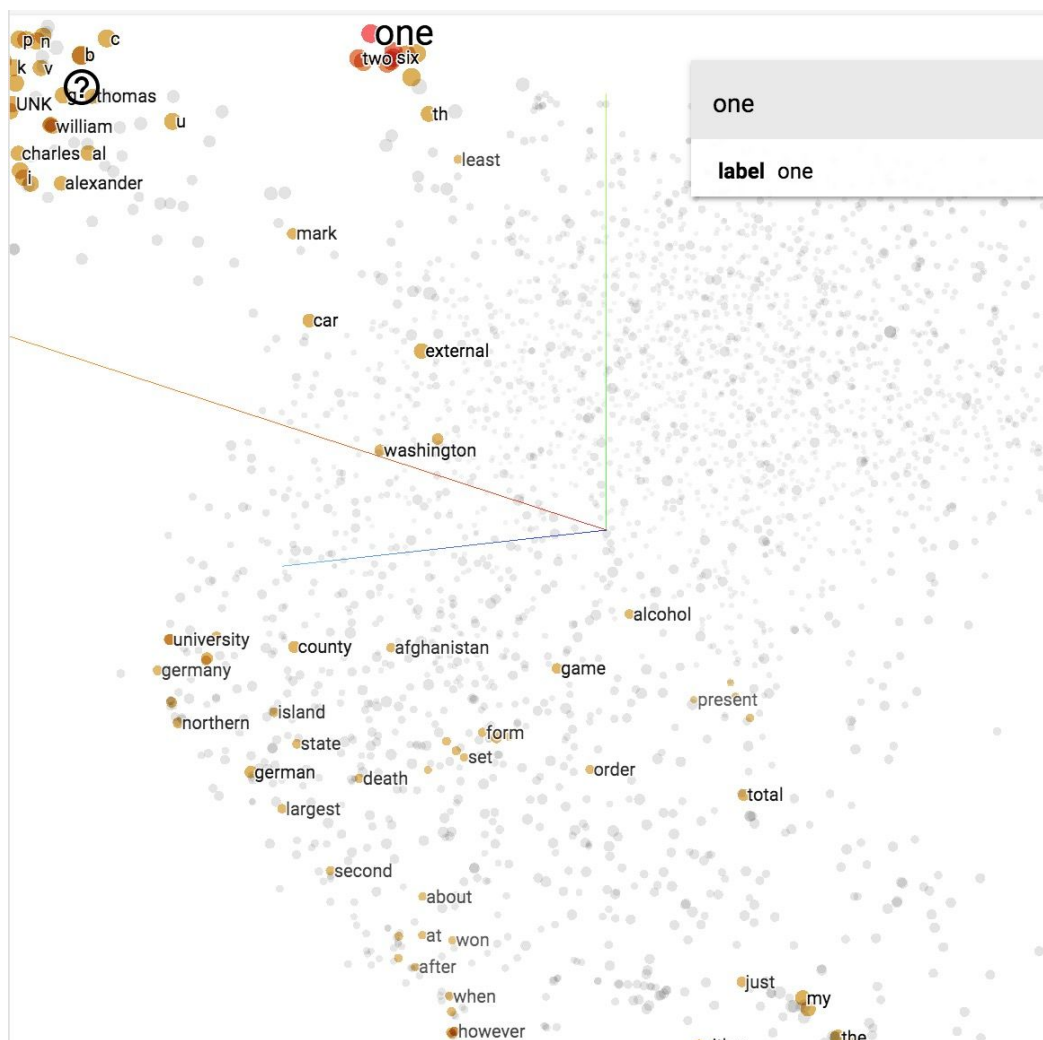 p
n
c
one
b
two six
k
v
?
one
g thomas
UNK
th
william
u
charles al
least
label one
i
alexander
mark
car
external
washington
alcohol
university
county
afghanistan
germany
game
present
island
northern
form
state
set
german
death
order
total
largest
second
about
at
won
after
just
when
my
however
the